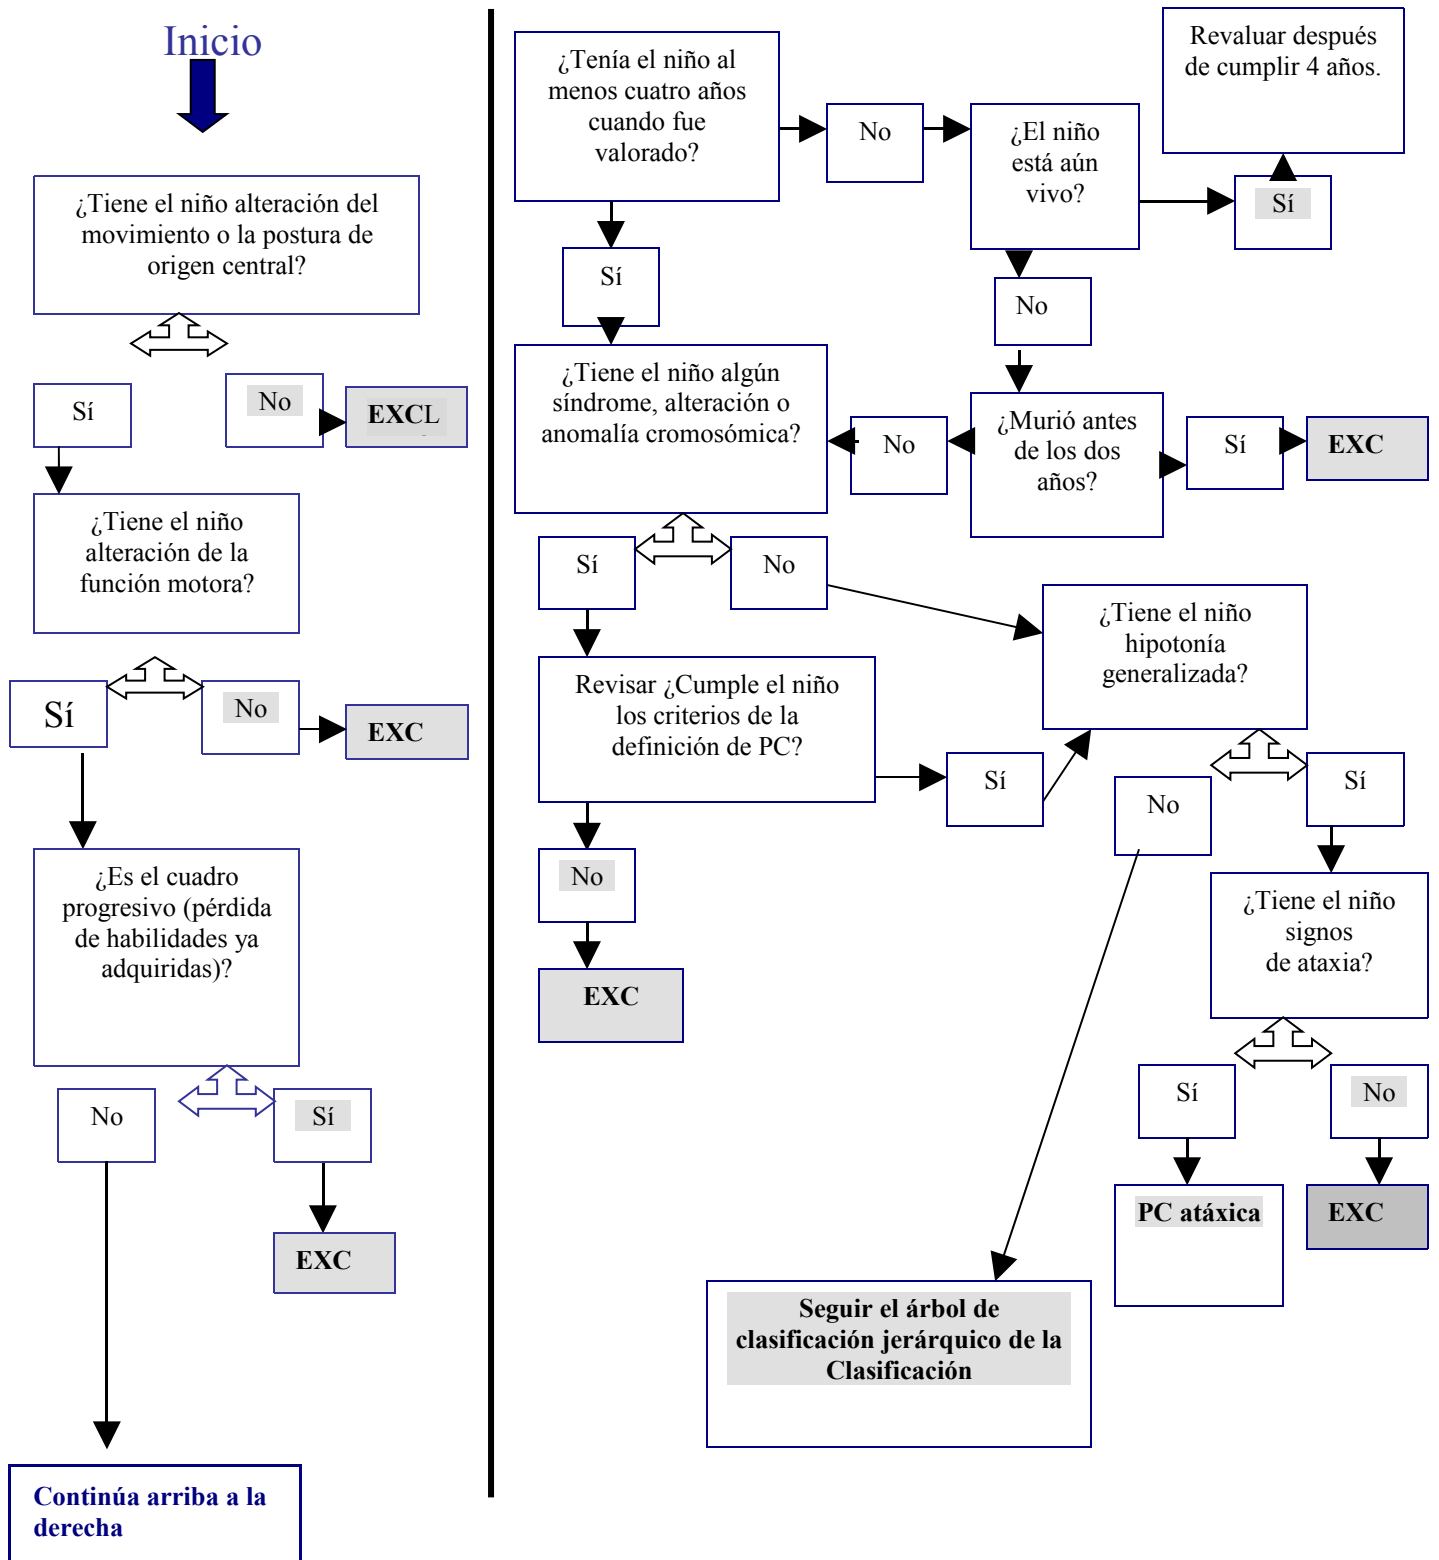 Inicio
¿Tiene el niño alteración del
movimiento o la postura de
origen central?
Sí
No
EXCL
¿Tiene el niño
alteración de la
función motora?
Sí
No
EXC
¿Es el cuadro
progresivo (pérdida
de habilidades ya
adquiridas)?
No
Sí
EXC
Continúa arriba a la
derecha
¿Tenía el niño al
menos cuatro años
cuando fue
valorado?
No
¿El niño
está aún
vivo?
Sí
Revaluar después
de cumplir 4 años.
Sí
No
¿Tiene el niño algún
síndrome, alteración o
anomalía cromosómica?
No
¿Murió antes
de los dos
años?
Sí
EXC
Sí
No
Revisar ¿Cumple el niño
los criterios de la
definición de PC?
Sí
No
EXC
¿Tiene el niño
hipotonía
generalizada?
No
Sí
¿Tiene el niño
signos
de ataxia?
Sí
No
PC atáxica
EXC
Seguir el árbol de
clasificación jerárquico de la
Clasificación